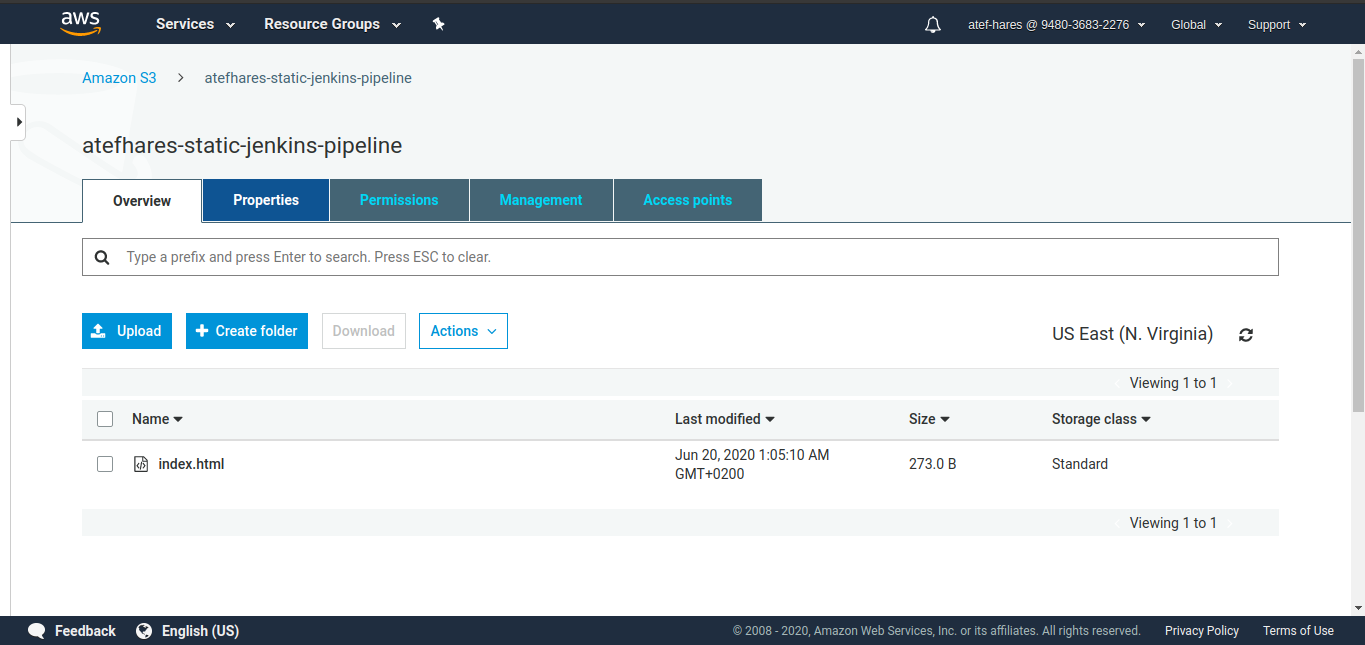 aws Services Resource Groups atef-hares @ 9480-3683-2276 Global Support
Amazon S3 > atefhares-static-jenkins-pipeline
atefhares-static-jenkins-pipeline
Overview Properties Permissions Management Access points
Type a prefix and press Enter to search. Press ESC to clear.
Upload + Create folder Download Actions US East (N. Virginia)
Viewing 1 to 1
Name Last modified Size Storage class
index.html Jun 20, 2020 1:05:10 AM 273.0 B Standard
GMT+0200
Viewing 1 to 1
Feedback English (US) © 2008 - 2020, Amazon Web Services, Inc. or its affiliates. All rights reserved. Privacy Policy Terms of Use